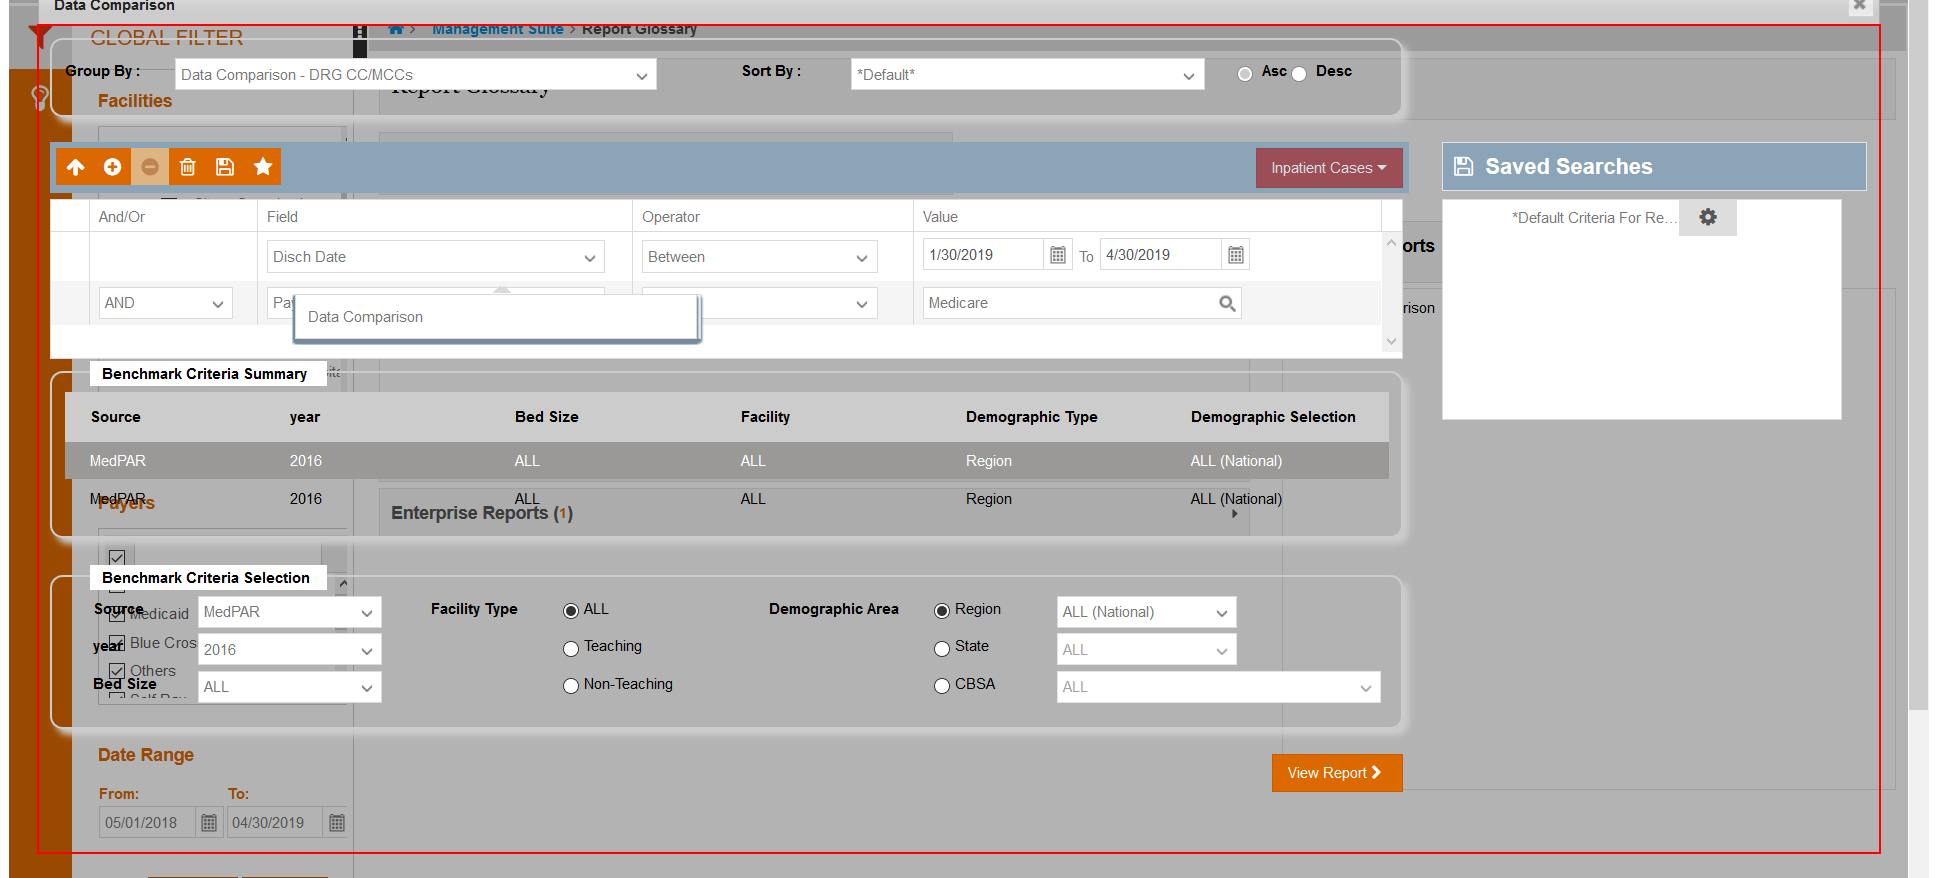 Data Comparison
GLOBAL FILTER
Management Suite > Report Glossary
Group By :
Data Comparison - DRG CC/MCCs
Sort By :
*Default*
Asc
Desc
Report Glossary
Facilities
Inpatient Cases
Saved Searches
And/Or
Field
Operator
Value
*Default Criteria For Re...
Disch Date
Between
1/30/2019
To
4/30/2019
orts
AND
Pay
Medicare
Data Comparison
rison
Benchmark Criteria Summary
Source
year
Bed Size
Facility
Demographic Type
Demographic Selection
MedPAR
2016
ALL
ALL
Region
ALL (National)
MedPAR
2016
ALL
ALL
Region
ALL (National)
Payers
Enterprise Reports (1)
Benchmark Criteria Selection
Source
MedPAR
Facility Type
ALL
Demographic Area
Region
ALL (National)
Medicaid
year
2016
Teaching
State
ALL
Blue Cros
Others
Bed Size
ALL
Non-Teaching
CBSA
ALL
Self Pay
Date Range
View Report
From:
To:
05/01/2018
04/30/2019